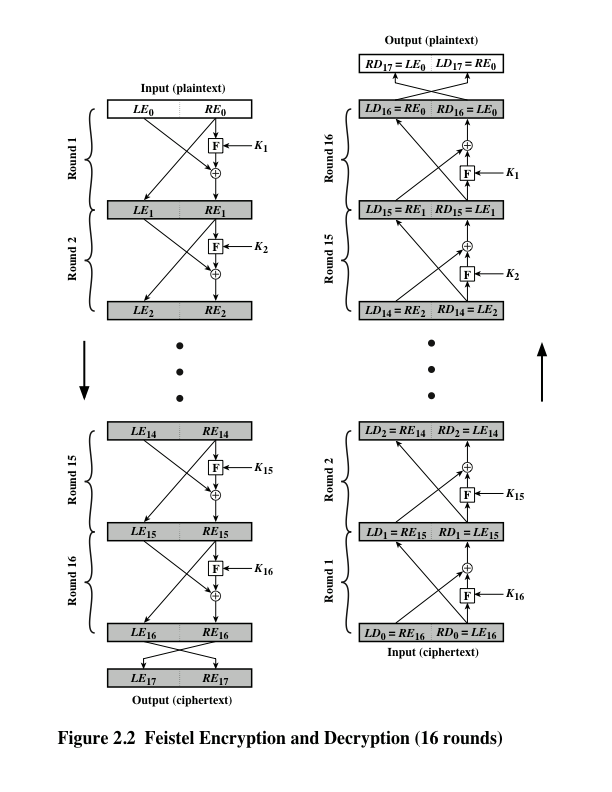 Output (plaintext)
RD17 = LE0 LD17 = RE0
Input (plaintext)
LE0 RE0
LD16 = RE0 RD16 = LE0
Round 1
F K1
Round 16
F K1
LE1 RE1
LD15 = RE1 RD15 = LE1
Round 2
F K2
Round 15
F K2
LE2 RE2
LD14 = RE2 RD14 = LE2
LE14 RE14
LD2 = RE14 RD2 = LE14
Round 15
F K15
Round 2
F K15
LE15 RE15
LD1 = RE15 RD1 = LE15
Round 16
F K16
Round 1
F K16
LE16 RE16
LD0 = RE16 RD0 = LE16
Input (ciphertext)
LE17 RE17
Output (ciphertext)
Figure 2.2 Feistel Encryption and Decryption (16 rounds)